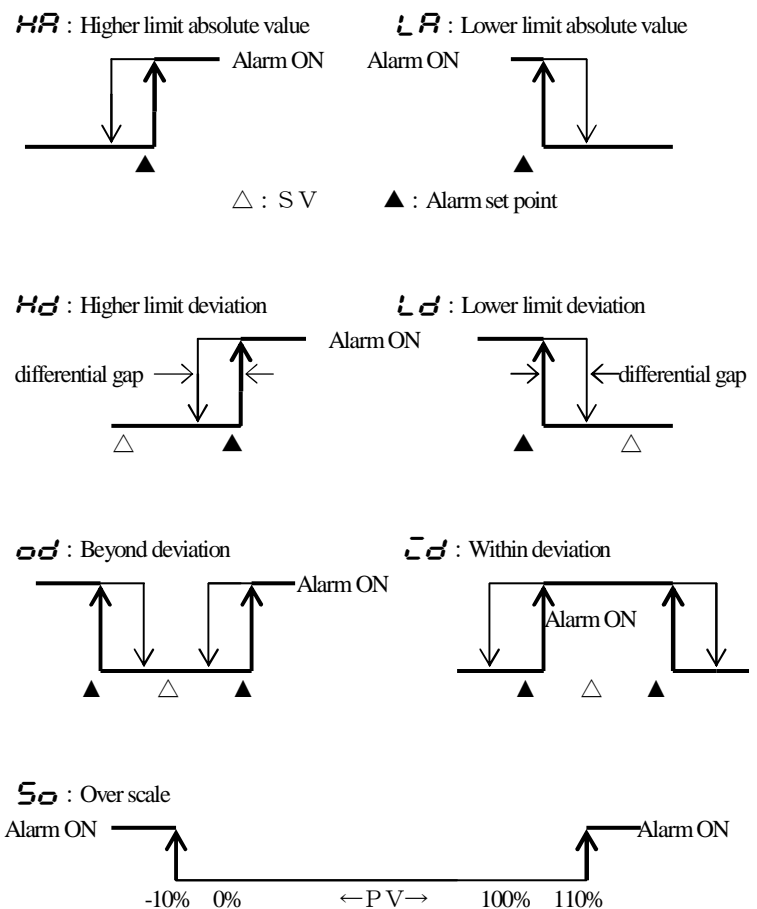 HA : Higher limit absolute value
LA : Lower limit absolute value
Alarm ON
Alarm ON
△ : SV ▲ : Alarm set point
Hd : Higher limit deviation
Ld : Lower limit deviation
Alarm ON
differential gap
differential gap
od : Beyond deviation
id : Within deviation
Alarm ON
Alarm ON
So : Over scale
Alarm ON
Alarm ON
-10% 0% ←PV→ 100% 110%